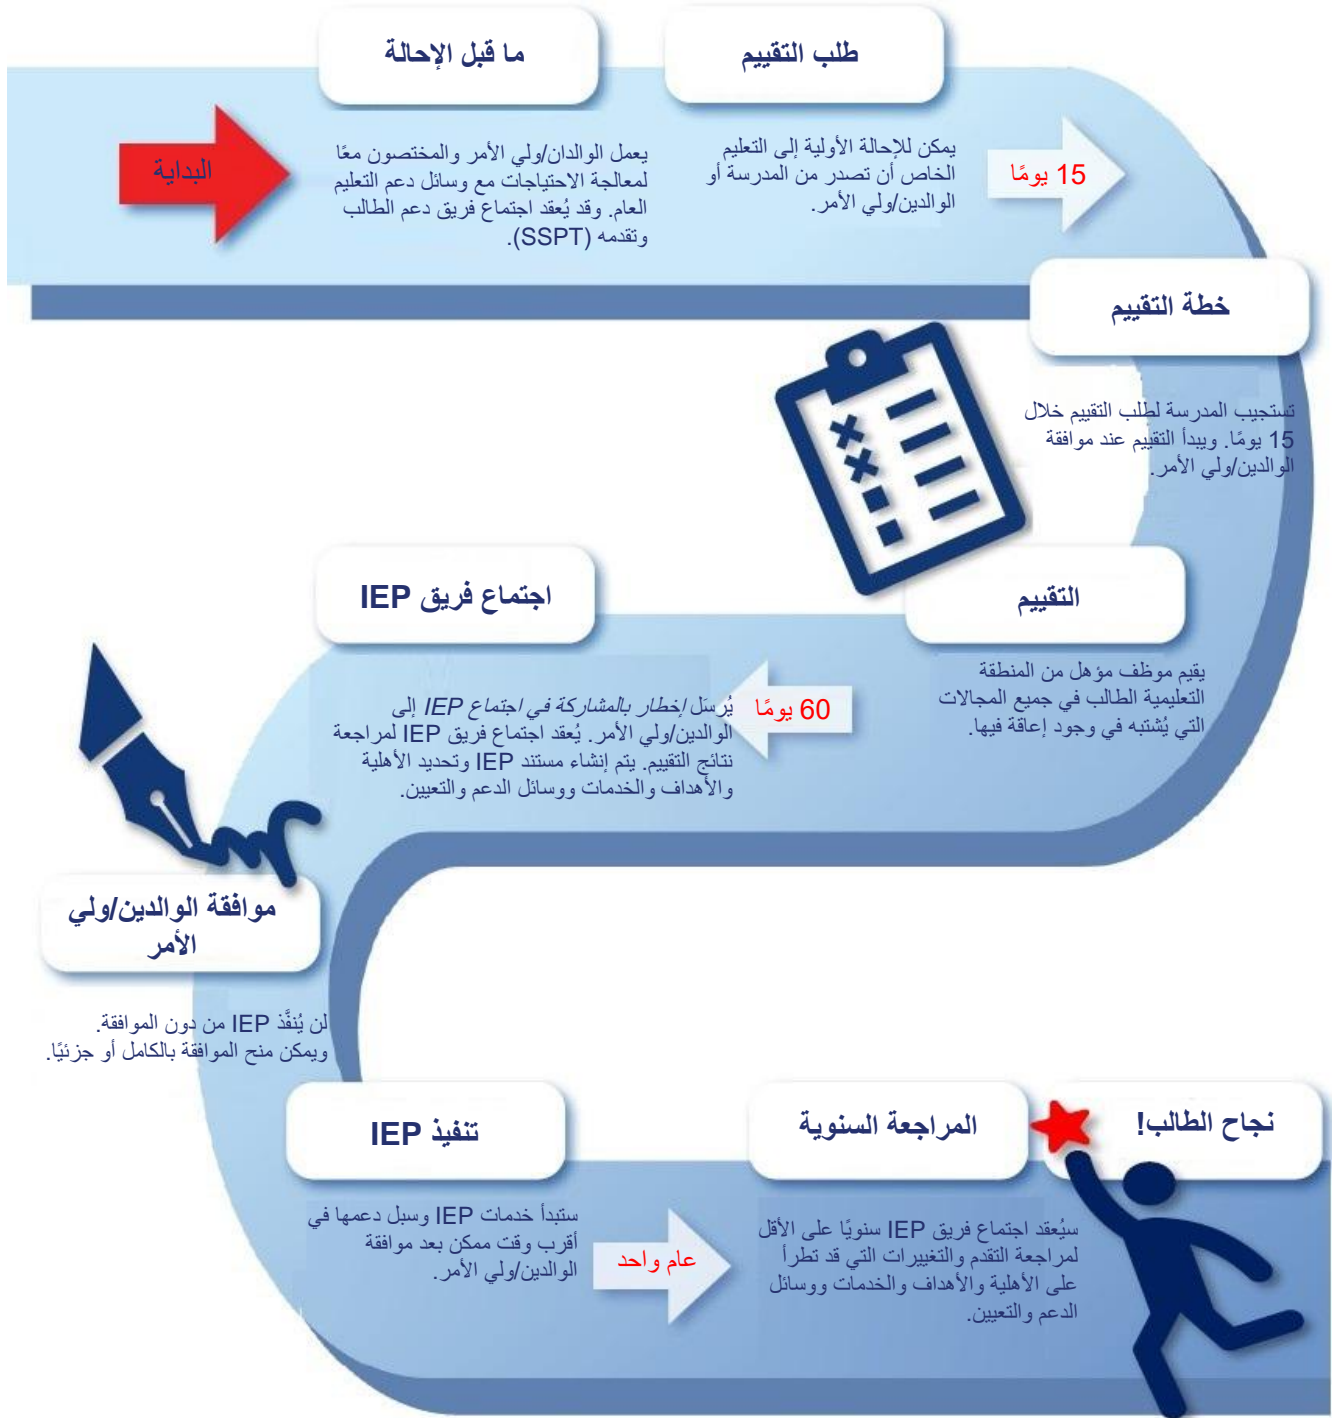 البداية
ما قبل الإحالة
يعمل الوالدان/ولي الأمر والمختصون معًا
لمعالجة الاحتياجات مع وسائل دعم التعليم
العام. وقد يُعقد اجتماع فريق دعم الطالب
وتقدمه (SSPT).
طلب التقييم
يمكن للإحالة الأولية إلى التعليم
الخاص أن تصدر من المدرسة أو
الوالدين/ولي الأمر.
15 يومًا
خطة التقييم
تستجيب المدرسة لطلب التقييم خلال
15 يومًا. ويبدأ التقييم عند موافقة
الوالدين/ولي الأمر.
التقييم
يقيم موظف مؤهل من المنطقة
التعليمية الطالب في جميع المجالات
التي يُشتبه في وجود إعاقة فيها.
60 يومًا
اجتماع فريق IEP
يُرسَل إخطار بالمشاركة في اجتماع IEP إلى
الوالدين/ولي الأمر. يُعقد اجتماع فريق IEP لمراجعة
نتائج التقييم. يتم إنشاء مستند IEP وتحديد الأهلية
والأهداف والخدمات ووسائل الدعم والتعيين.
موافقة الوالدين/ولي
الأمر
لن يُنفَّذ IEP من دون الموافقة.
ويمكن منح الموافقة بالكامل أو جزئيًا.
تنفيذ IEP
ستبدأ خدمات IEP وسبل دعمها في
أقرب وقت ممكن بعد موافقة
الوالدين/ولي الأمر.
عام واحد
المراجعة السنوية
سيُعقد اجتماع فريق IEP سنويًا على الأقل
لمراجعة التقدم والتغييرات التي قد تطرأ
على الأهلية والأهداف والخدمات ووسائل
الدعم والتعيين.
نجاح الطالب!